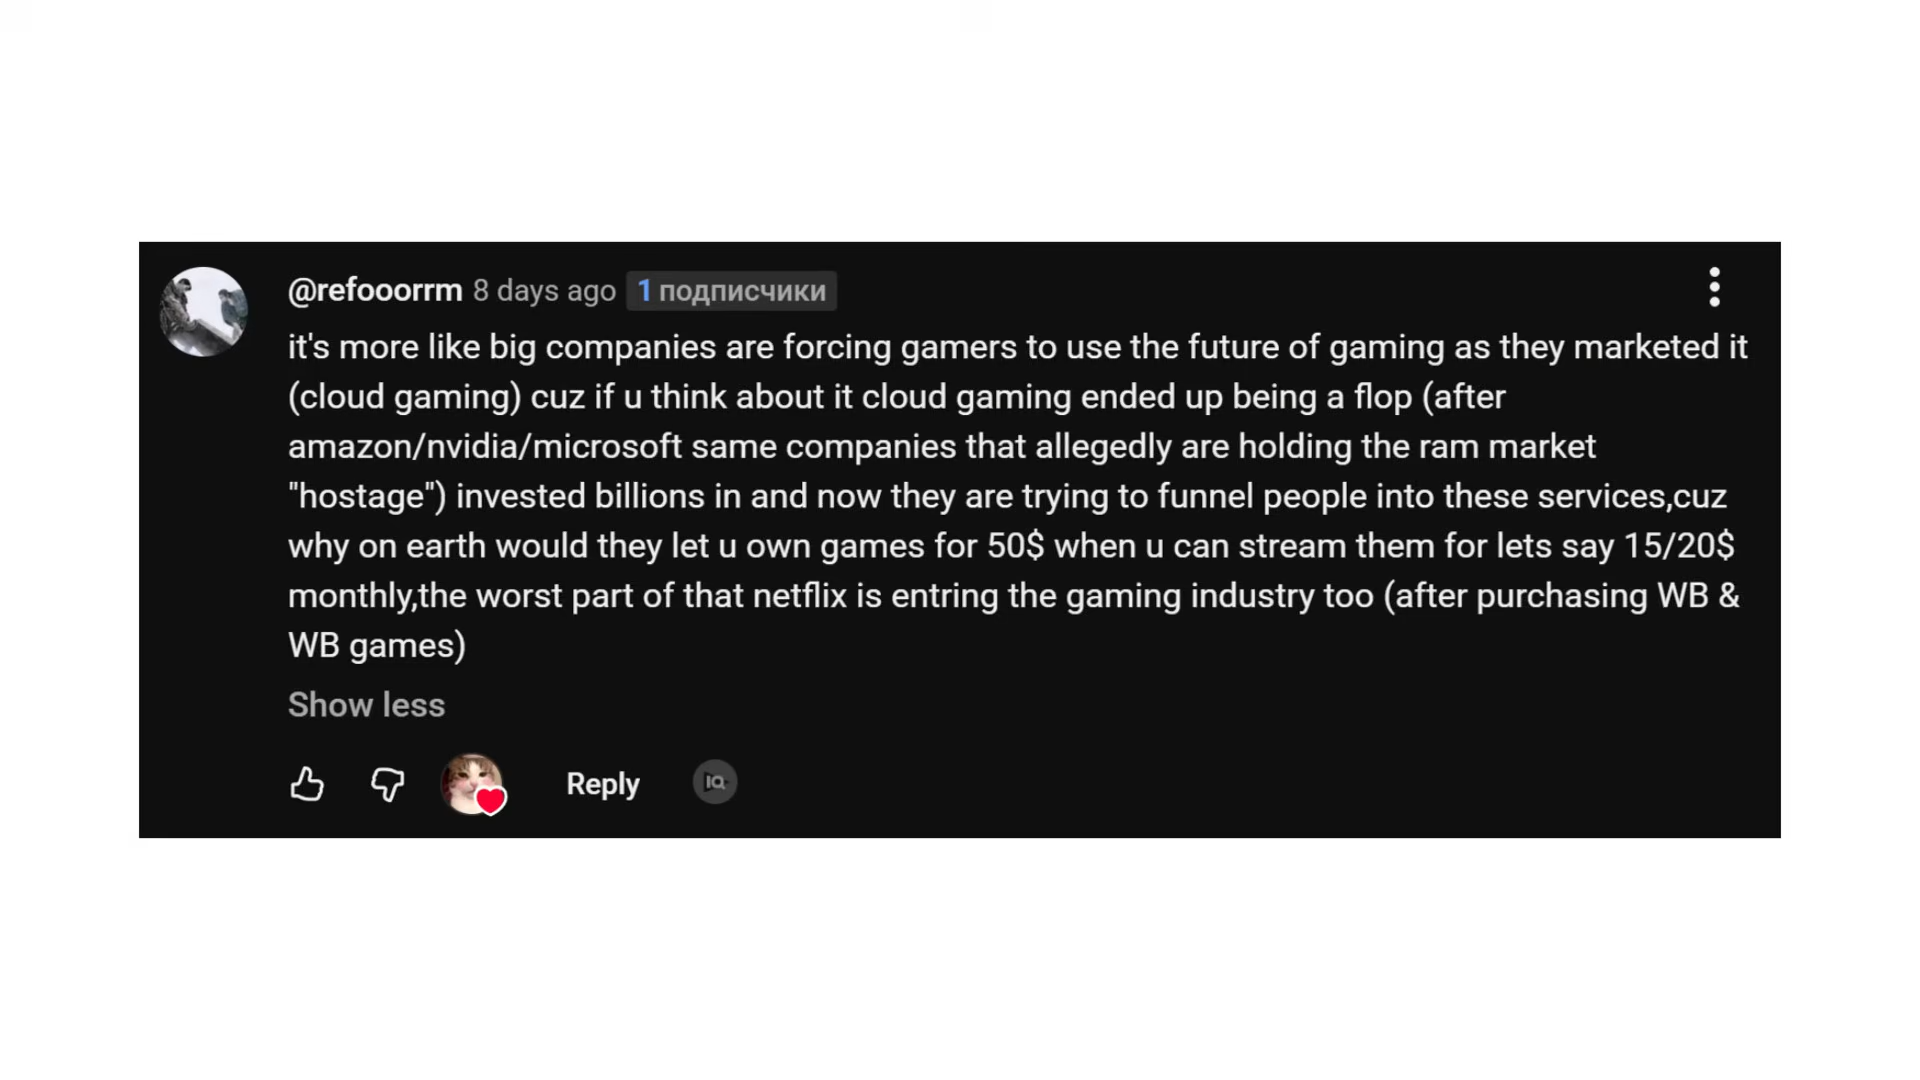 @refooorrm 8 days ago 1 подписчики
it's more like big companies are forcing gamers to use the future of gaming as they marketed it
(cloud gaming) cuz if u think about it cloud gaming ended up being a flop (after
amazon/nvidia/microsoft same companies that allegedly are holding the ram market
"hostage") invested billions in and now they are trying to funnel people into these services,cuz
why on earth would they let u own games for 50$ when u can stream them for lets say 15/20$
monthly,the worst part of that netflix is entring the gaming industry too (after purchasing WB &
WB games)
Show less
Reply
IQ